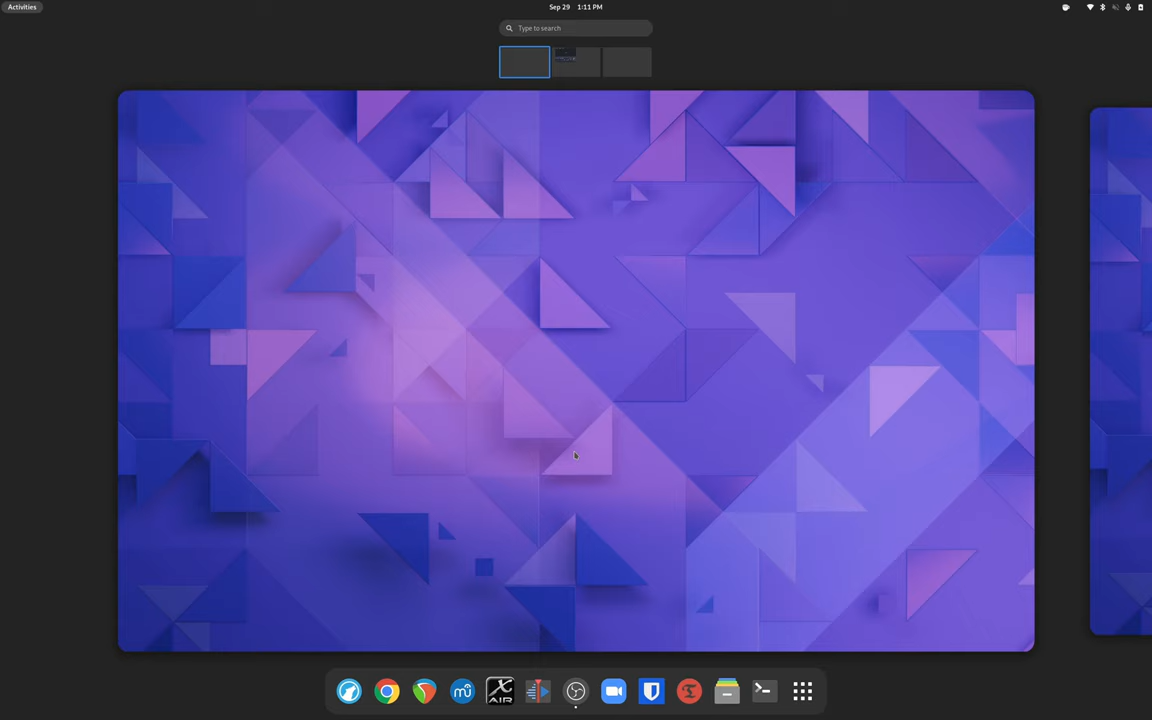 Activities
Sep 29 1:11 PM
Type to search
X
AIR